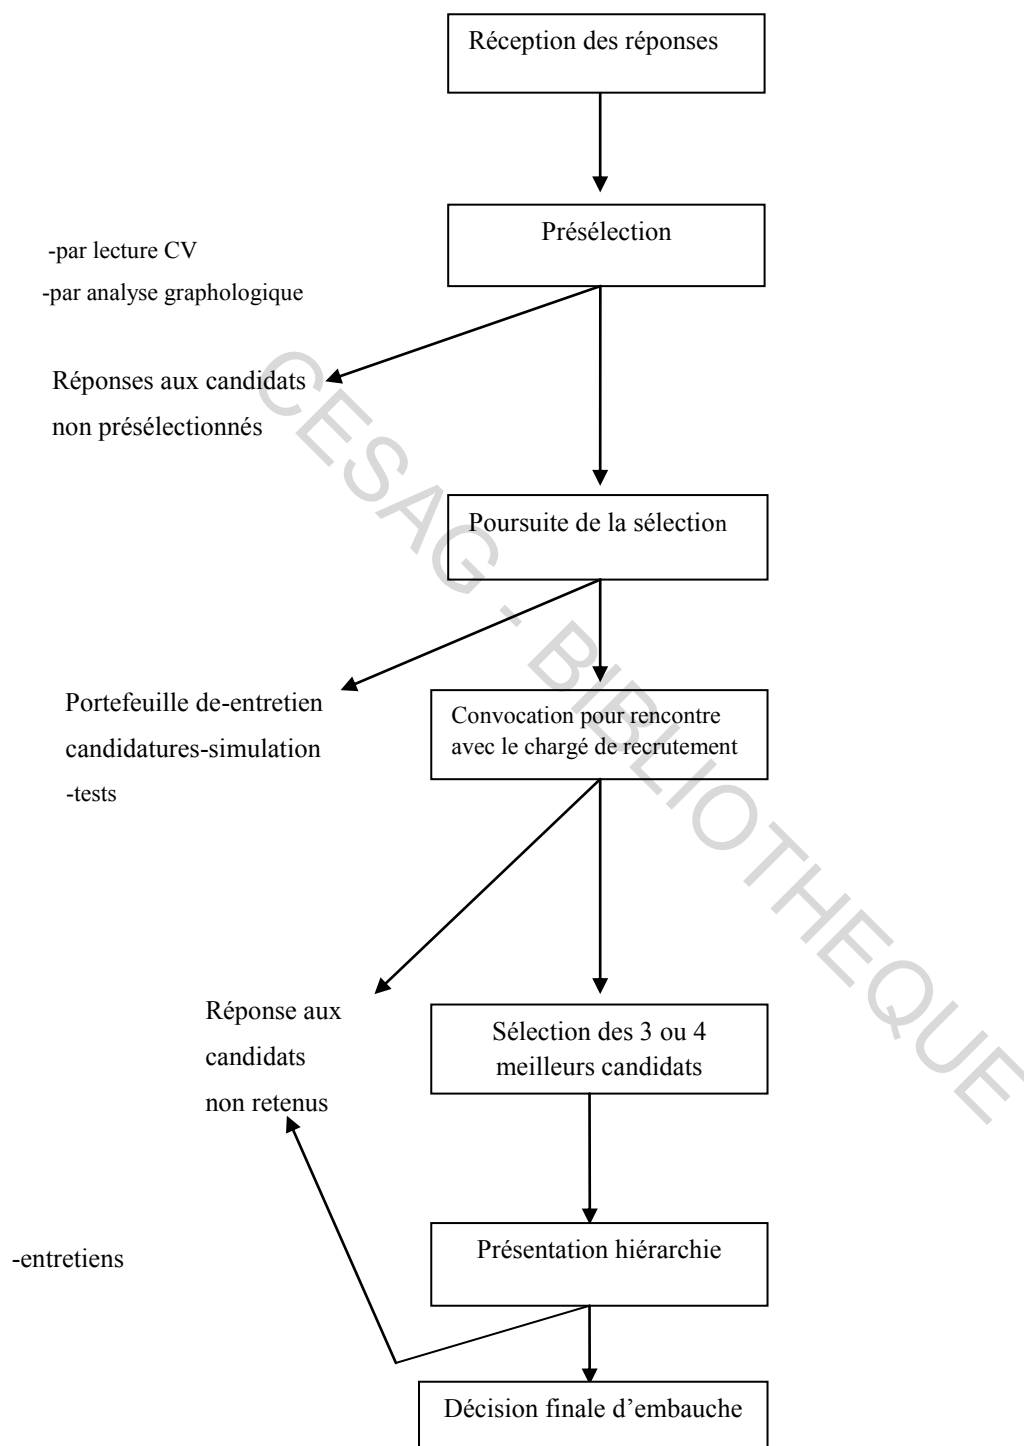 Réception des réponses
Présélection
-par lecture CV
-par analyse graphologique
Réponses aux candidats
non présélectionnés
Poursuite de la sélection
Portefeuille de-entretien
candidatures-simulation
-tests
Convocation pour rencontre
avec le chargé de recrutement
Réponse aux
candidats
non retenus
Sélection des 3 ou 4
meilleurs candidats
Présentation hiérarchie
-entretiens
Décision finale d’embauche
CESAG - BIBLIOTHEQUE